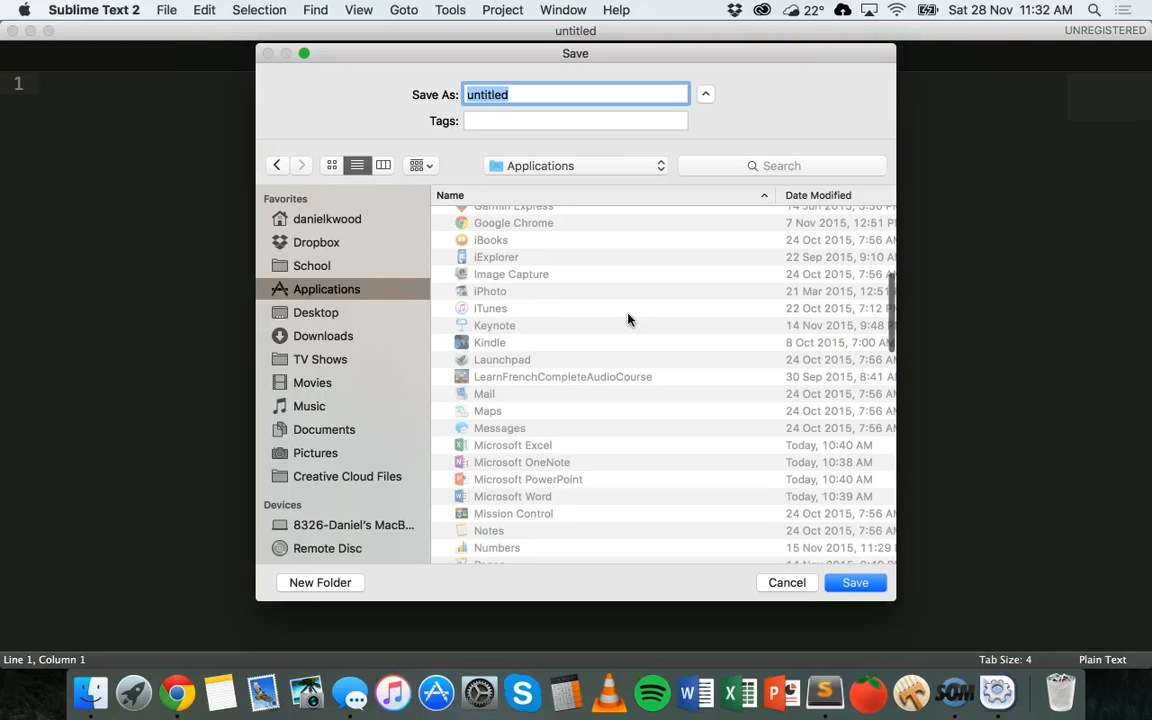 Sublime Text 2 File Edit Selection Find View Goto Tools Project Window Help 22° Sat 28 Nov 11:32 AM
untitled UNREGISTERED
Save
1
Save As: untitled
Tags:
Applications Search
Favorites
danielkwood
Dropbox
School
Applications
Desktop
Downloads
TV Shows
Movies
Music
Documents
Pictures
Creative Cloud Files
Devices
8326-Daniel's MacB...
Remote Disc
Name Date Modified
Garmin Express
Google Chrome 7 Nov 2015, 12:51 P
iBooks 24 Oct 2015, 7:56 A
iExplorer 22 Sep 2015, 9:10 A
Image Capture 24 Oct 2015, 7:56 A
iPhoto 21 Mar 2015, 12:51
iTunes 22 Oct 2015, 7:12 P
Keynote 14 Nov 2015, 9:48 P
Kindle 8 Oct 2015, 7:00 A
Launchpad 24 Oct 2015, 7:56 A
LearnFrenchCompleteAudioCourse 30 Sep 2015, 8:41 A
Mail 24 Oct 2015, 7:56 A
Maps 24 Oct 2015, 7:56 A
Messages 24 Oct 2015, 7:56 A
Microsoft Excel Today, 10:40 AM
Microsoft OneNote Today, 10:38 AM
Microsoft PowerPoint Today, 10:40 AM
Microsoft Word Today, 10:39 AM
Mission Control 24 Oct 2015, 7:56 A
Notes 24 Oct 2015, 7:56 A
Numbers 15 Nov 2015, 11:29
New Folder Cancel Save
Line 1, Column 1 Tab Size: 4 Plain Text